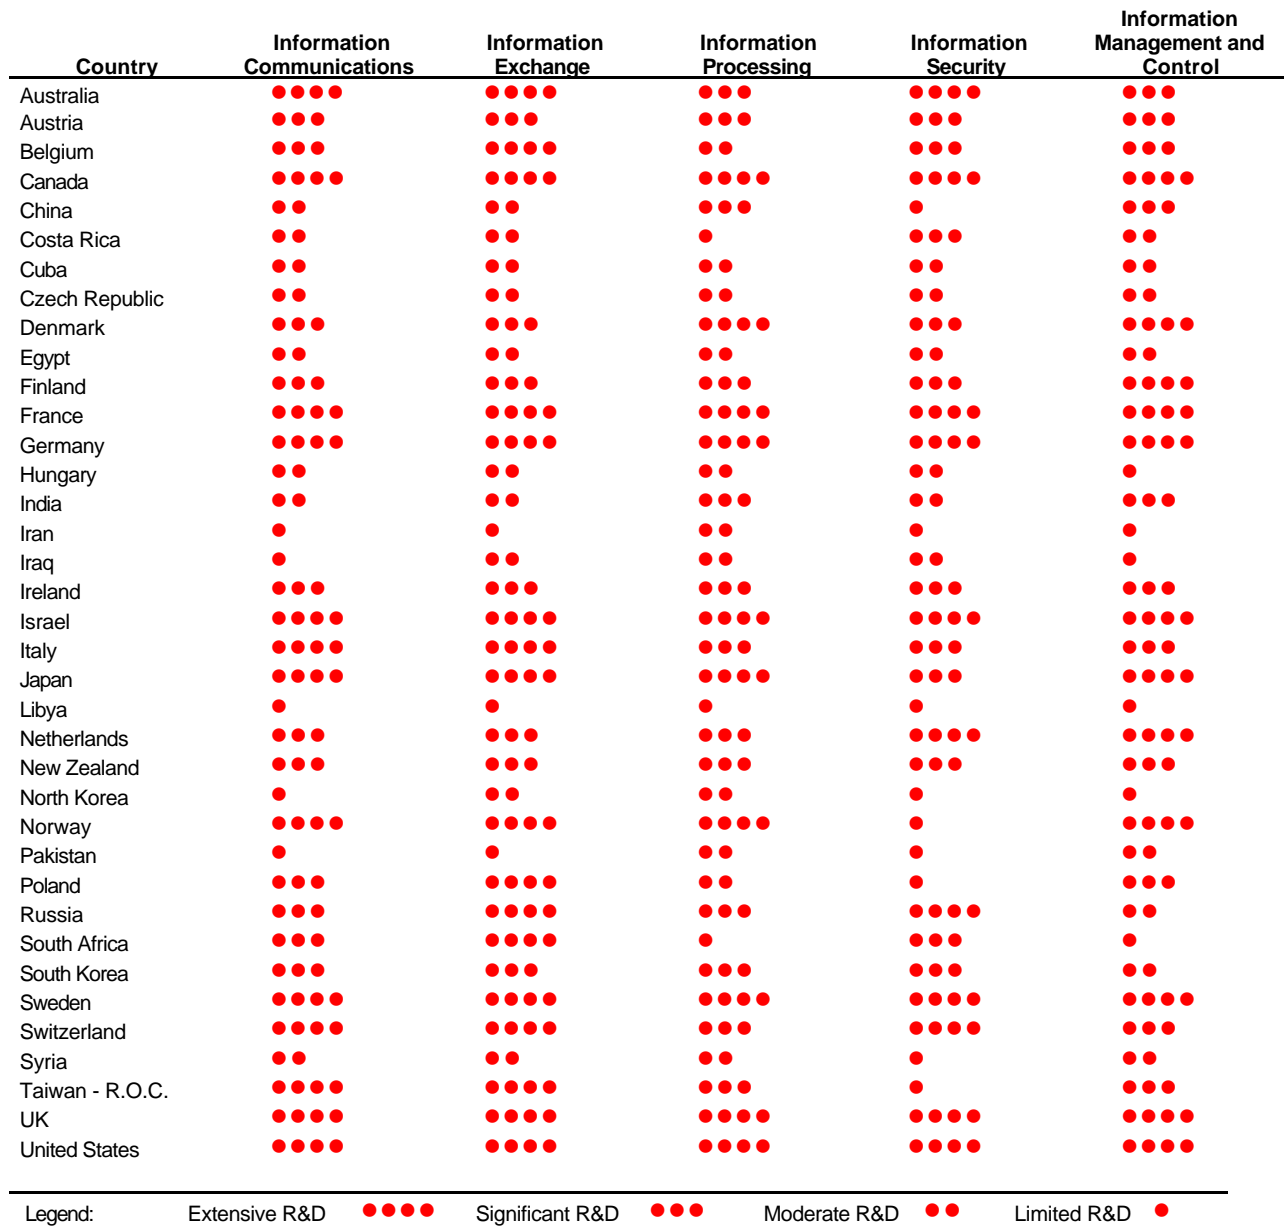 Country Information Communications Information Exchange Information Processing Information Security Information Management and Control
Australia ●●●● ●●●● ●●● ●●●● ●●●
Austria ●●● ●●● ●●● ●●● ●●●
Belgium ●●● ●●●● ●● ●●● ●●●
Canada ●●●● ●●●● ●●●● ●●●● ●●●●
China ●● ●● ●●● ● ●●●
Costa Rica ●● ●● ● ●●● ●●
Cuba ●● ●● ●● ●● ●●
Czech Republic ●● ●● ●● ●● ●●
Denmark ●●● ●●● ●●●● ●●● ●●●●
Egypt ●● ●● ●● ●● ●●
Finland ●●● ●●● ●●● ●●● ●●●●
France ●●●● ●●●● ●●●● ●●●● ●●●●
Germany ●●●● ●●●● ●●●● ●●●● ●●●●
Hungary ●● ●● ●● ●● ●
India ●● ●● ●●● ●● ●●●
Iran ● ● ●● ● ●
Iraq ● ●● ●● ●● ●
Ireland ●●● ●●● ●●● ●●● ●●●
Israel ●●●● ●●●● ●●●● ●●●● ●●●●
Italy ●●●● ●●●● ●●● ●●● ●●●
Japan ●●●● ●●●● ●●●● ●●● ●●●●
Libya ● ● ● ● ●
Netherlands ●●● ●●● ●●● ●●●● ●●●●
New Zealand ●●● ●●● ●●● ●●● ●●●
North Korea ● ●● ●● ● ●
Norway ●●●● ●●●● ●●●● ● ●●●●
Pakistan ● ● ●● ● ●●
Poland ●●● ●●●● ●● ● ●●●
Russia ●●● ●●●● ●●● ●●●● ●●
South Africa ●●● ●●●● ● ●●● ●
South Korea ●●● ●●● ●●● ●●● ●●
Sweden ●●●● ●●●● ●●●● ●●●● ●●●●
Switzerland ●●●● ●●●● ●●● ●●●● ●●●
Syria ●● ●● ●● ● ●●
Taiwan - R.O.C. ●●●● ●●●● ●●● ● ●●●
UK ●●●● ●●●● ●●●● ●●●● ●●●●
United States ●●●● ●●●● ●●●● ●●●● ●●●●
Legend: Extensive R&D ●●●● Significant R&D ●●● Moderate R&D ●● Limited R&D ●